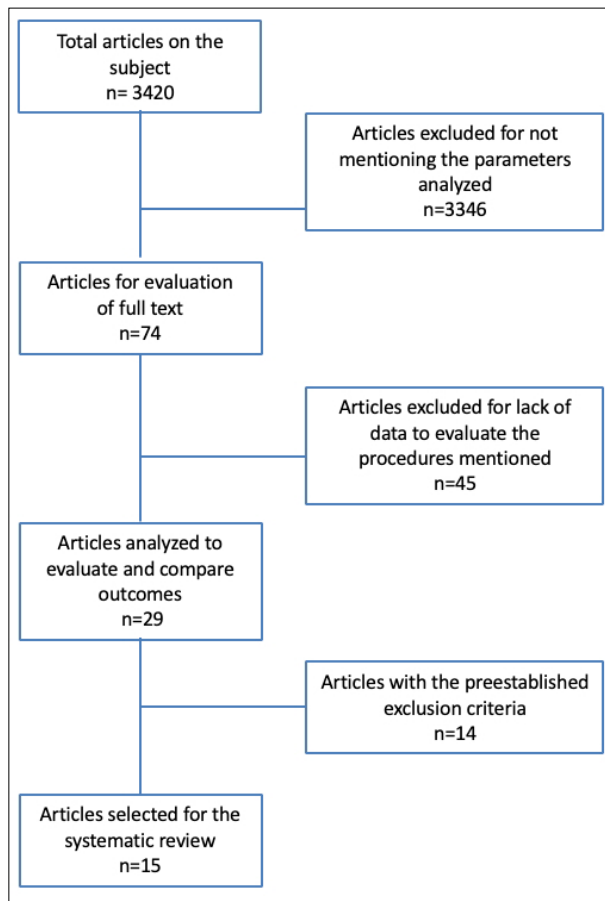 Total articles on the
subject
n= 3420
Articles excluded for not
mentioning the parameters
analyzed
n=3346
Articles for evaluation
of full text
n=74
Articles excluded for lack of
data to evaluate the
procedures mentioned
n=45
Articles analyzed to
evaluate and compare
outcomes
n=29
Articles with the preestablished
exclusion criteria
n=14
Articles selected for the
systematic review
n=15